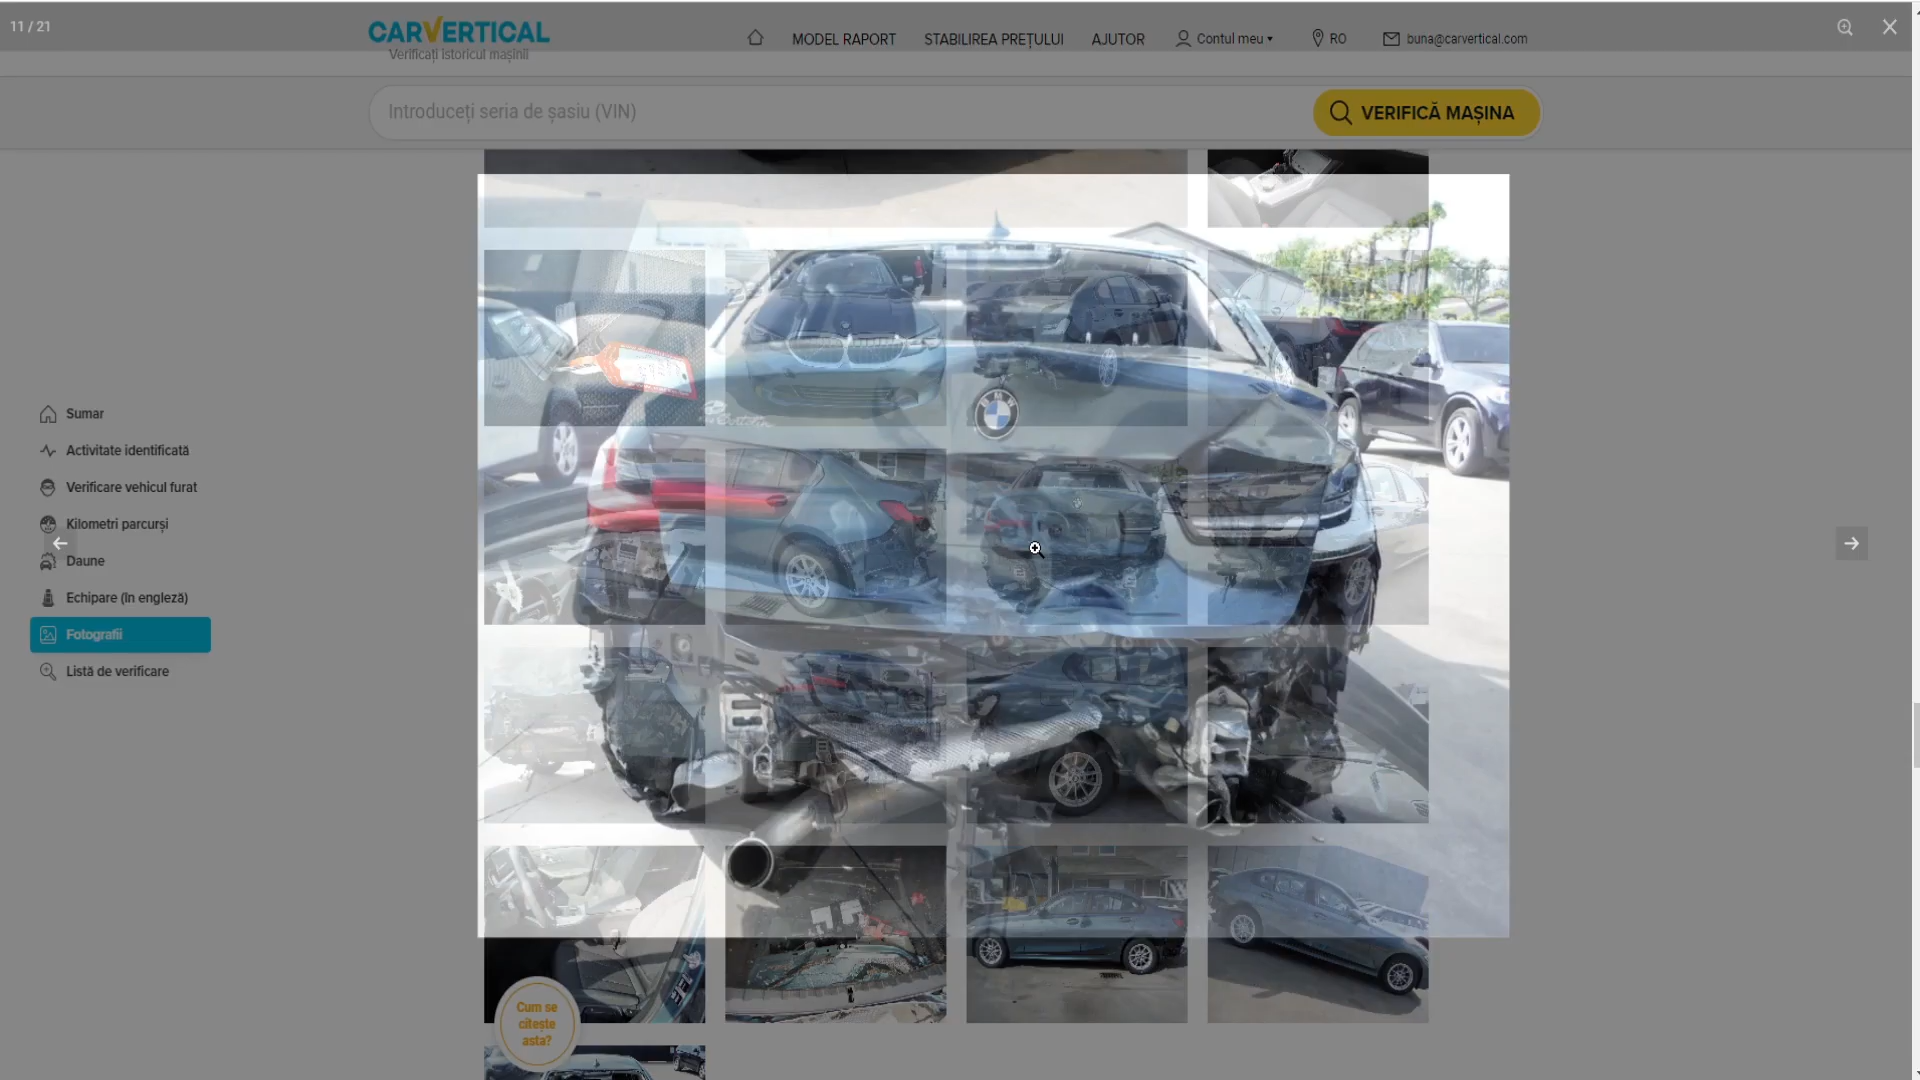 11 / 21
CARVERTICAL
Verificați istoricul mașinii
MODEL RAPORT
STABILIREA PREȚULUI
AJUTOR
Contul meu
RO
buna@carvertical.com
Introduceți seria de șasiu (VIN)
VERIFICĂ MAȘINA
BMW
Sumar
Activitate identificată
Verificare vehicul furat
Kilometri parcurși
Daune
Echipare (în engleză)
Fotografii
Listă de verificare
Cum se
citește
asta?